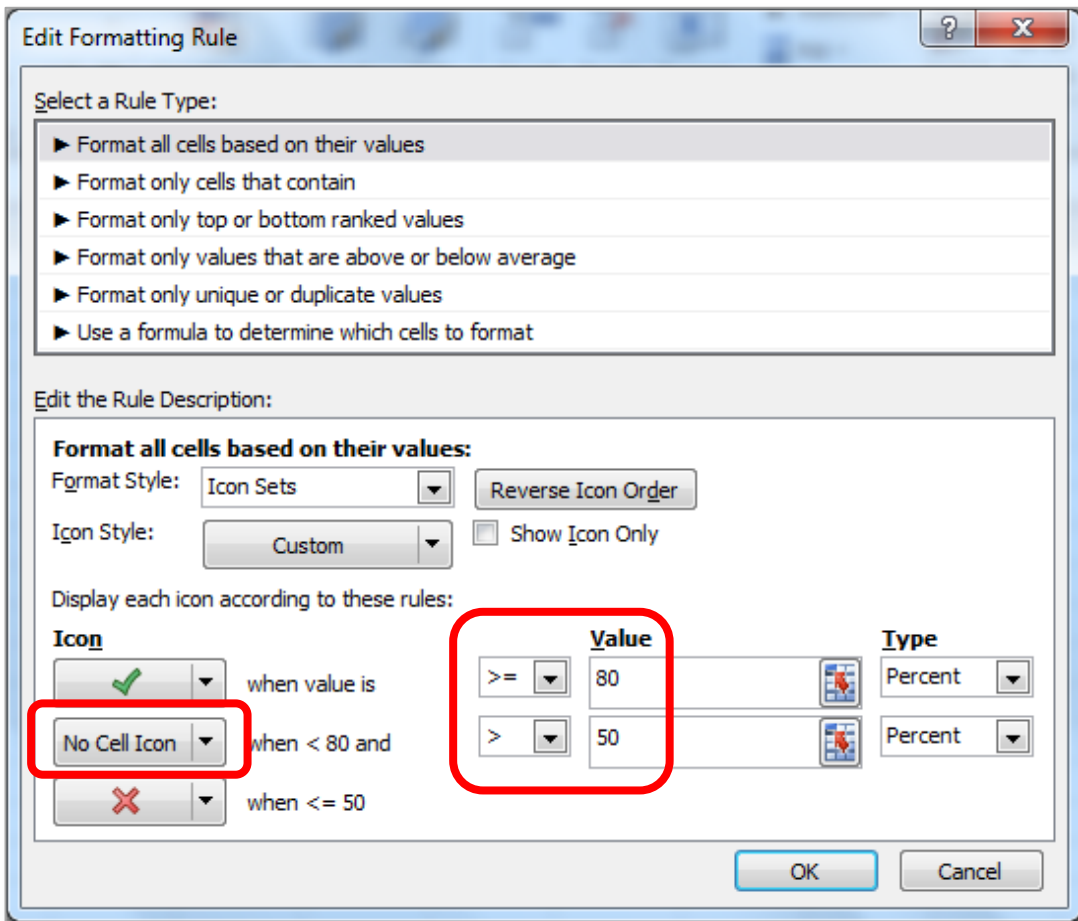 Edit Formatting Rule
?
Select a Rule Type:
► Format all cells based on their values
► Format only cells that contain
► Format only top or bottom ranked values
► Format only values that are above or below average
► Format only unique or duplicate values
► Use a formula to determine which cells to format
Edit the Rule Description:
Format all cells based on their values:
Format Style: Icon Sets Reverse Icon Order
Icon Style: Custom Show Icon Only
Display each icon according to these rules:
Icon Value Type
when value is >= 80 Percent
No Cell Icon when < 80 and > 50 Percent
when <= 50
OK Cancel